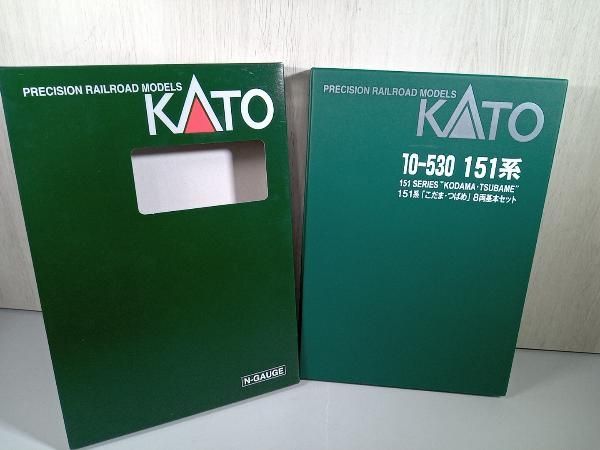 PRECISION RAILROAD MODELS
KATO
N-GAUGE
PRECISION RAILROAD MODELS
KATO
10-530 151系
151 SERIES "KODAMA・TSUBAME"
151系「こだま・つばめ」8両基本セット